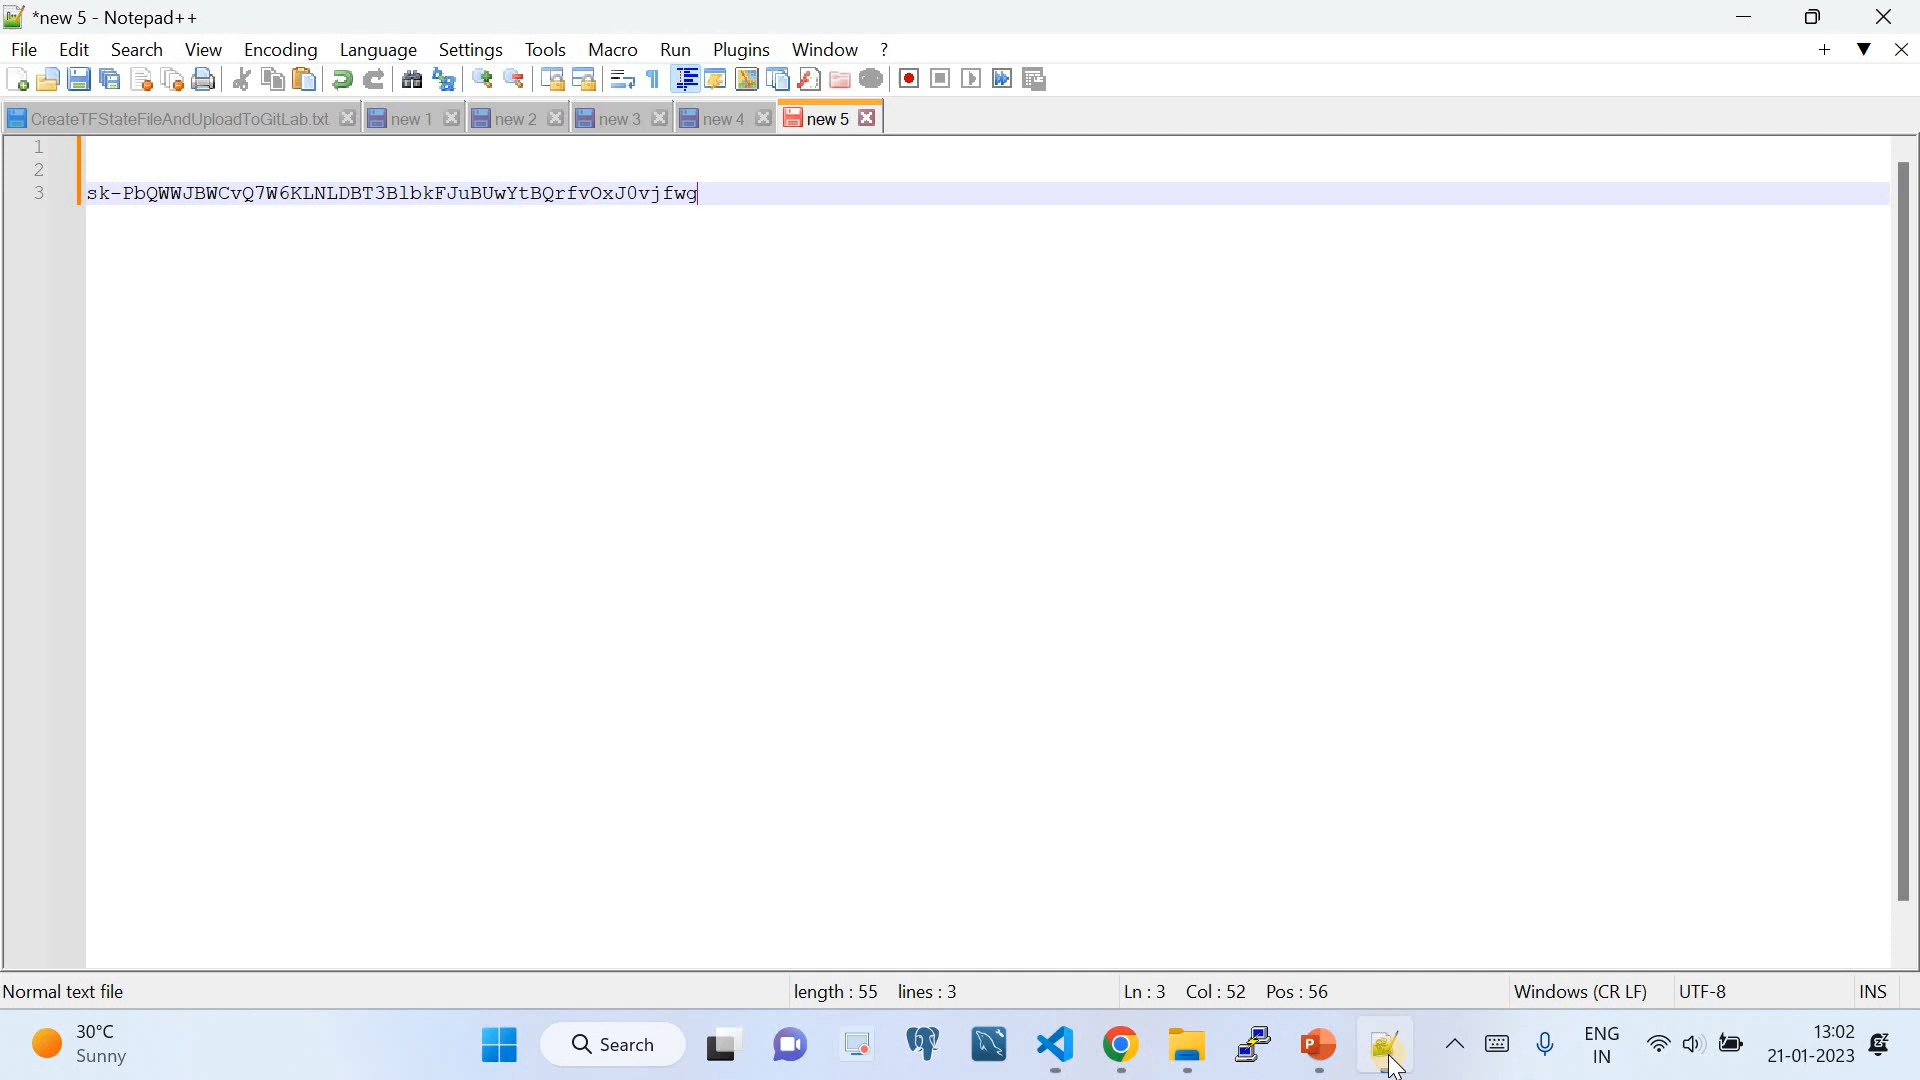 *new 5 - Notepad++
File Edit Search View Encoding Language Settings Tools Macro Run Plugins Window ?
CreateTFStateFileAndUploadToGitLab.txt new 1 new 2 new 3 new 4 new 5
1
2
3 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
Normal text file length : 55 lines : 3 Ln : 3 Col : 52 Pos : 56 Windows (CR LF) UTF-8 INS
30°C
Sunny
Search
ENG
IN
13:02
21-01-2023